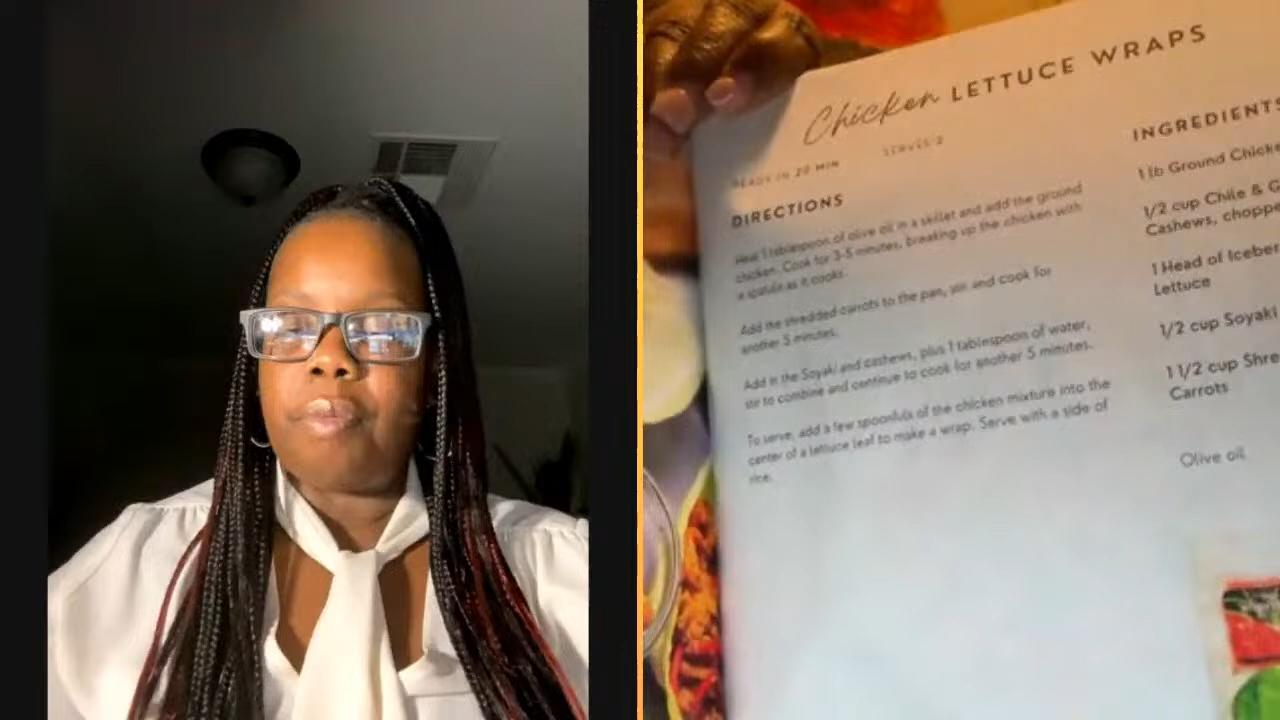 Chicken LETTUCE WRAPS
READY IN 20 MIN
SERVES 2
DIRECTIONS
Heat 1 tablespoon of olive oil in a skillet and add the ground
chicken. Cook for 3-5 minutes, breaking up the chicken with
a spatula as it cooks.
Add the shredded carrots to the pan, stir and cook for
another 5 minutes.
Add in the Soyaki and cashews, plus 1 tablespoon of water,
stir to combine and continue to cook for another 5 minutes.
To serve, add a few spoonfuls of the chicken mixture into the
center of a lettuce leaf to make a wrap. Serve with a side of
rice.
INGREDIENTS
1 lb Ground Chicke
1/2 cup Chile &
Cashews, choppe
1 Head of Iceber
Lettuce
1/2 cup Soyaki
1 1/2 cup Shre
Carrots
Olive oil